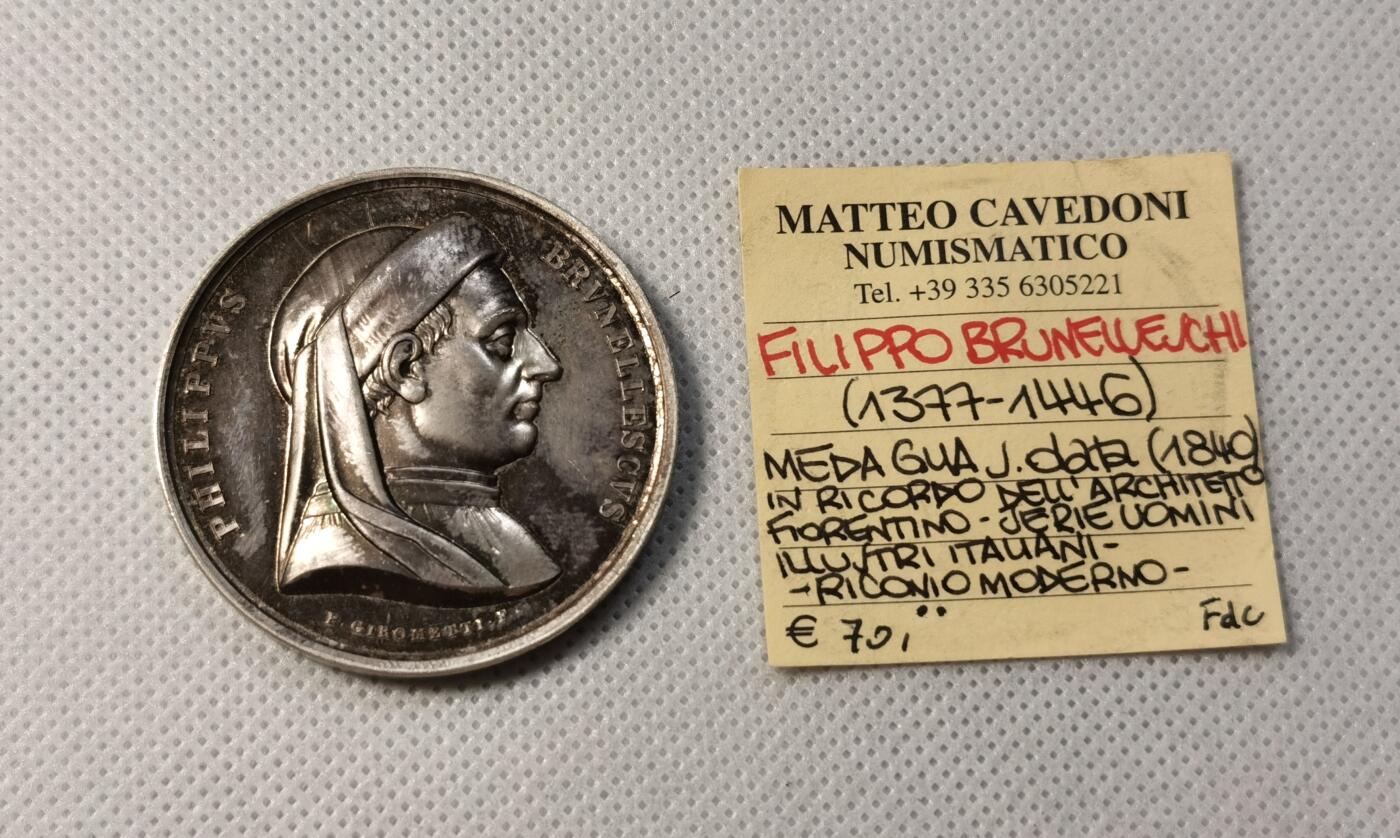 PHILIPPVS
BRVNELLESCVS
P. GIROMETTI. F.
MATTEO CAVEDONI
NUMISMATICO
Tel. +39 335 6305221
FILIPPO BRUNELLESCHI
(1377-1446)
MEDAGLIA S. data (1840)
IN RICORDO DELL'ARCHITETTO
FIORENTINO - SERIE UOMINI
ILLUSTRI ITALIANI -
- RICONIO MODERNO -
€ 70,
Fdc